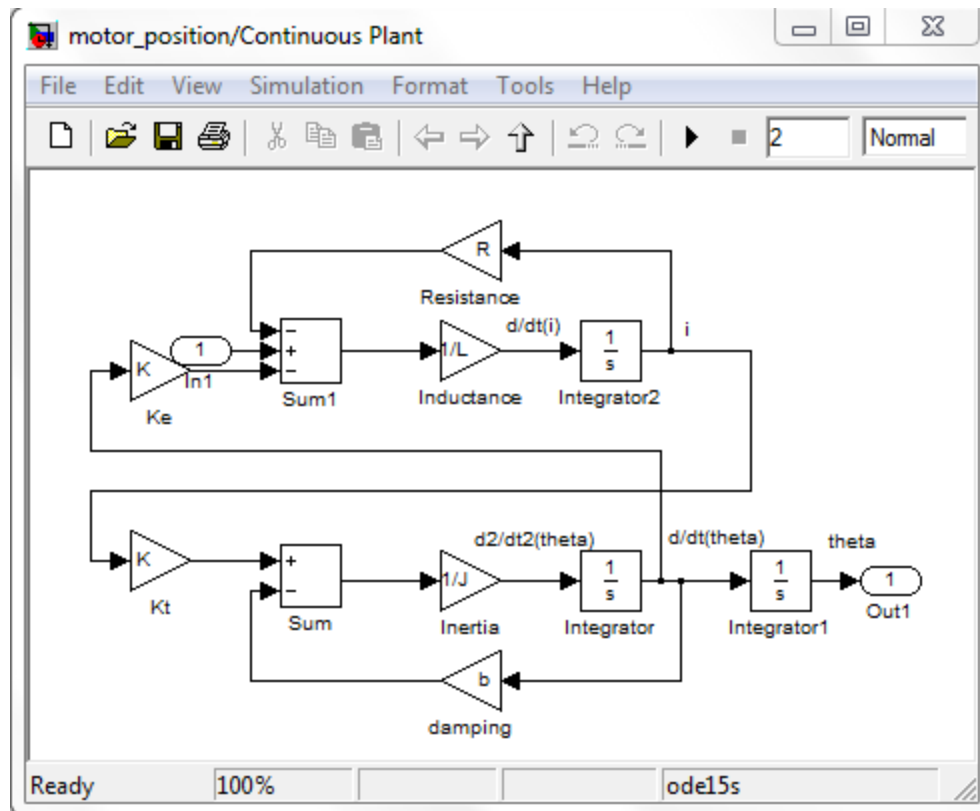 motor_position/Continuous Plant
File Edit View Simulation Format Tools Help
2 Normal
R
Resistance
d/dt(i)
i
K
1
In1
Ke
−
+
−
Sum1
1/L
Inductance
1
s
Integrator2
d2/dt2(theta)
d/dt(theta)
theta
K
Kt
+
−
Sum
1/J
Inertia
1
s
Integrator
1
s
Integrator1
1
Out1
b
damping
Ready 100% ode15s